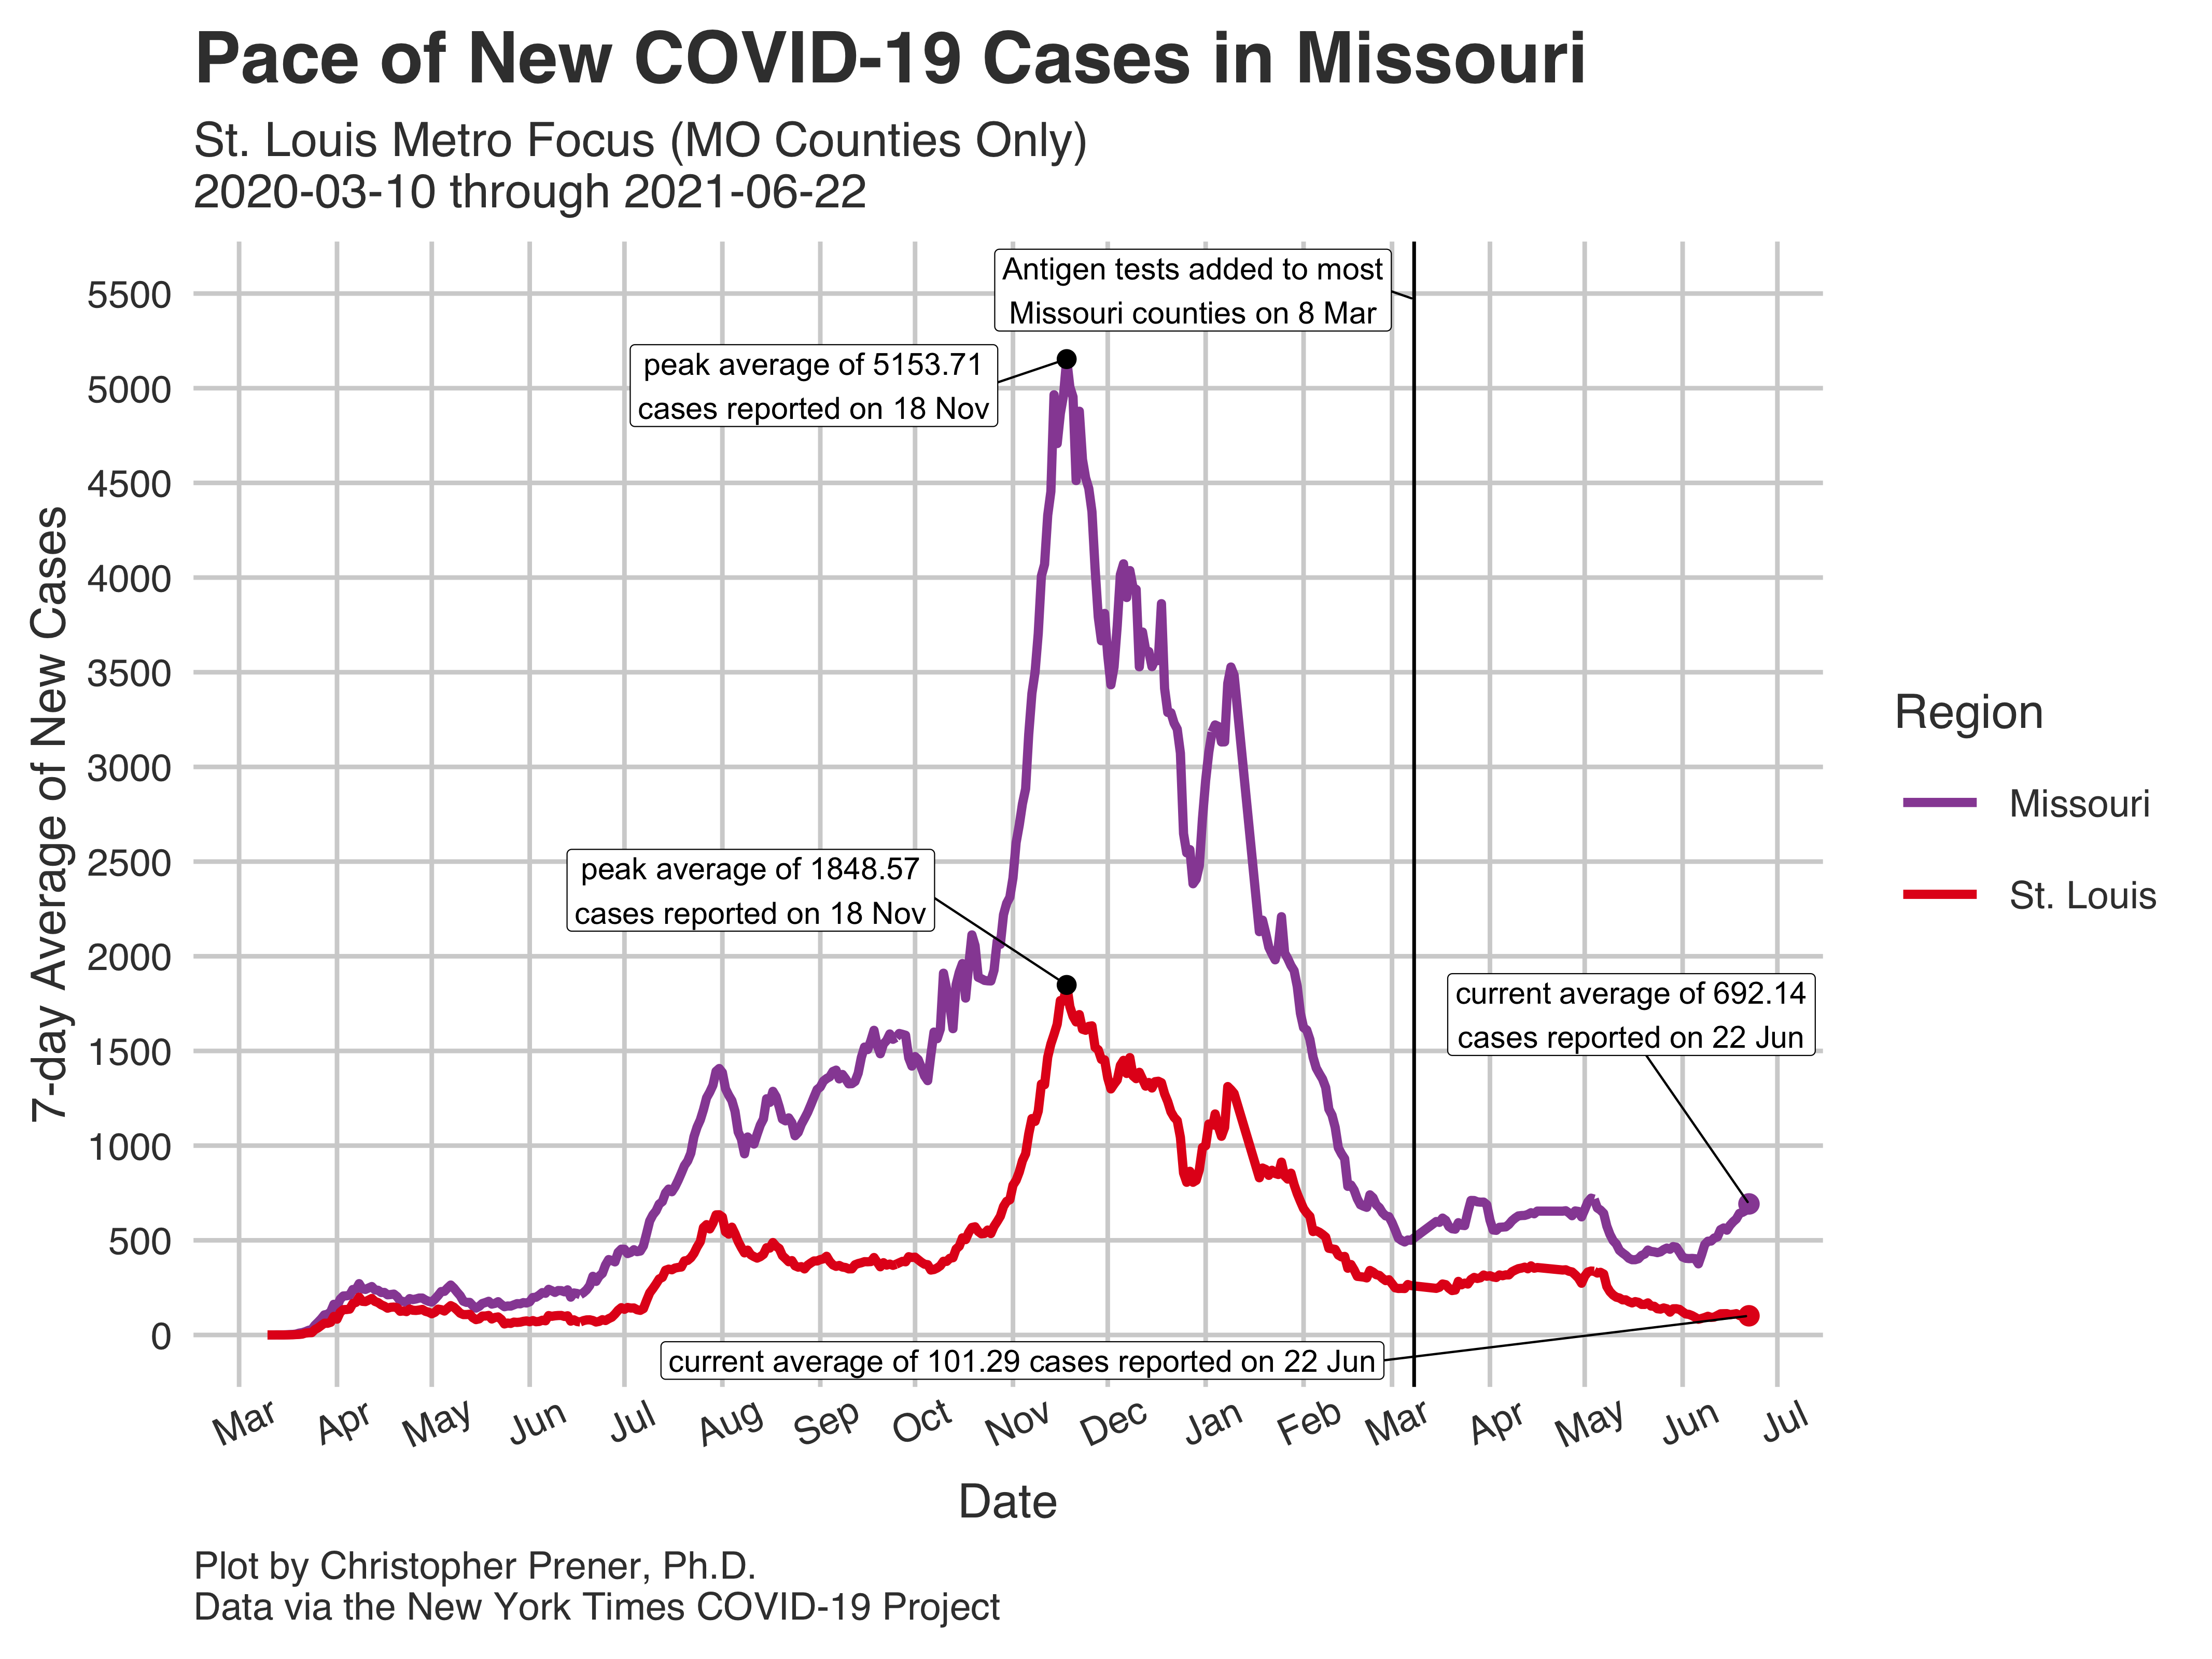 Pace of New COVID-19 Cases in Missouri
St. Louis Metro Focus (MO Counties Only)
2020-03-10 through 2021-06-22
Antigen tests added to most
Missouri counties on 8 Mar
peak average of 5153.71
cases reported on 18 Nov
peak average of 1848.57
cases reported on 18 Nov
current average of 692.14
cases reported on 22 Jun
current average of 101.29 cases reported on 22 Jun
7-day Average of New Cases
5500
5000
4500
4000
3500
3000
2500
2000
1500
1000
500
0
Mar Apr May Jun Jul Aug Sep Oct Nov Dec Jan Feb Mar Apr May Jun Jul
Date
Region
Missouri
St. Louis
Plot by Christopher Prener, Ph.D.
Data via the New York Times COVID-19 Project